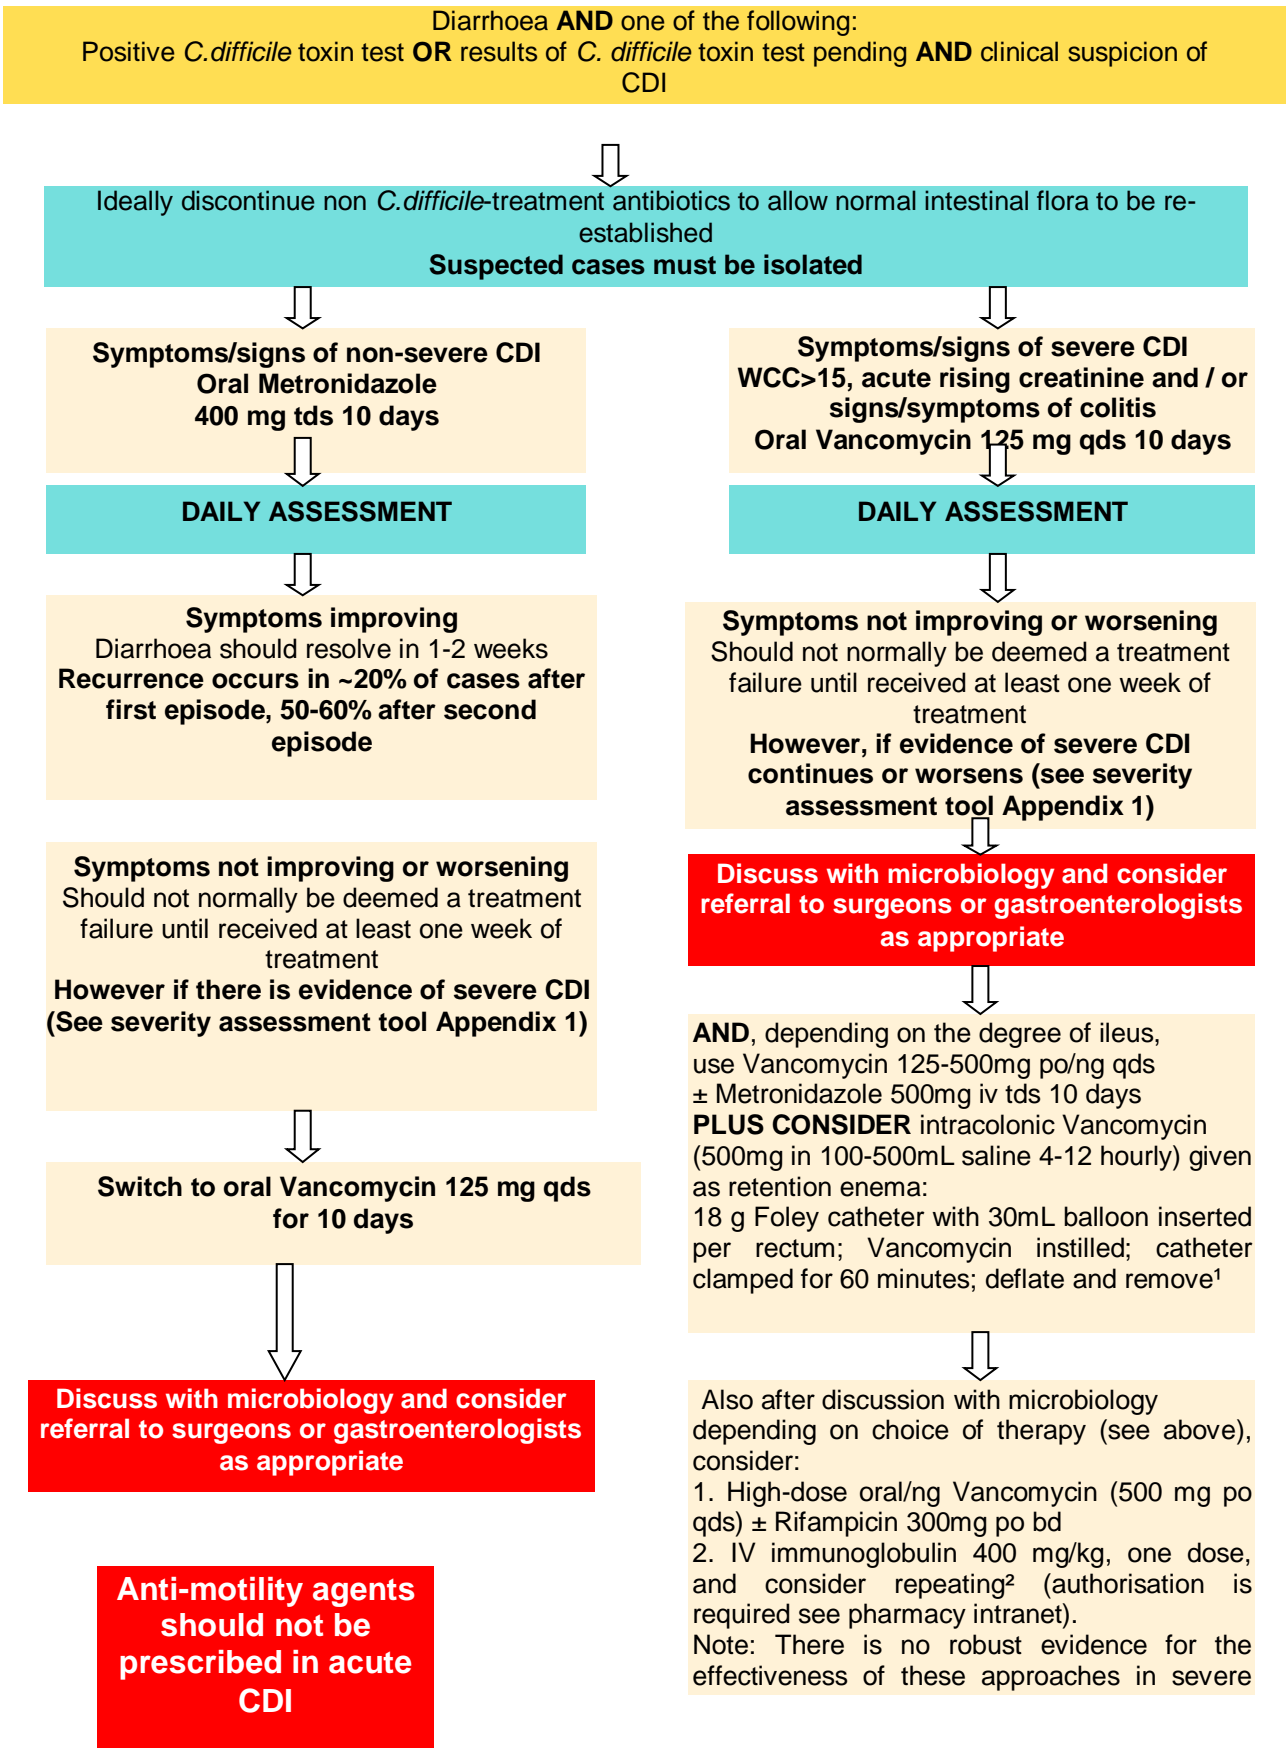 Diarrhoea AND one of the following:
Positive C.difficile toxin test OR results of C. difficile toxin test pending AND clinical suspicion of
CDI
Ideally discontinue non C.difficile-treatment antibiotics to allow normal intestinal flora to be re-
established
Suspected cases must be isolated
Symptoms/signs of non-severe CDI
Oral Metronidazole
400 mg tds 10 days
DAILY ASSESSMENT
Symptoms improving
Diarrhoea should resolve in 1-2 weeks
Recurrence occurs in ~20% of cases after
first episode, 50-60% after second
episode
Symptoms not improving or worsening
Should not normally be deemed a treatment
failure until received at least one week of
treatment
However if there is evidence of severe CDI
(See severity assessment tool Appendix 1)
Switch to oral Vancomycin 125 mg qds
for 10 days
Discuss with microbiology and consider
referral to surgeons or gastroenterologists
as appropriate
Anti-motility agents
should not be
prescribed in acute
CDI
Symptoms/signs of severe CDI
WCC>15, acute rising creatinine and / or
signs/symptoms of colitis
Oral Vancomycin 125 mg qds 10 days
DAILY ASSESSMENT
Symptoms not improving or worsening
Should not normally be deemed a treatment
failure until received at least one week of
treatment
However, if evidence of severe CDI
continues or worsens (see severity
assessment tool Appendix 1)
Discuss with microbiology and consider
referral to surgeons or gastroenterologists
as appropriate
AND, depending on the degree of ileus,
use Vancomycin 125-500mg po/ng qds
± Metronidazole 500mg iv tds 10 days
PLUS CONSIDER intracolonic Vancomycin
(500mg in 100-500mL saline 4-12 hourly) given
as retention enema:
18 g Foley catheter with 30mL balloon inserted
per rectum; Vancomycin instilled; catheter
clamped for 60 minutes; deflate and remove¹
Also after discussion with microbiology
depending on choice of therapy (see above),
consider:
1. High-dose oral/ng Vancomycin (500 mg po
qds) ± Rifampicin 300mg po bd
2. IV immunoglobulin 400 mg/kg, one dose,
and consider repeating² (authorisation is
required see pharmacy intranet).
Note: There is no robust evidence for the
effectiveness of these approaches in severe